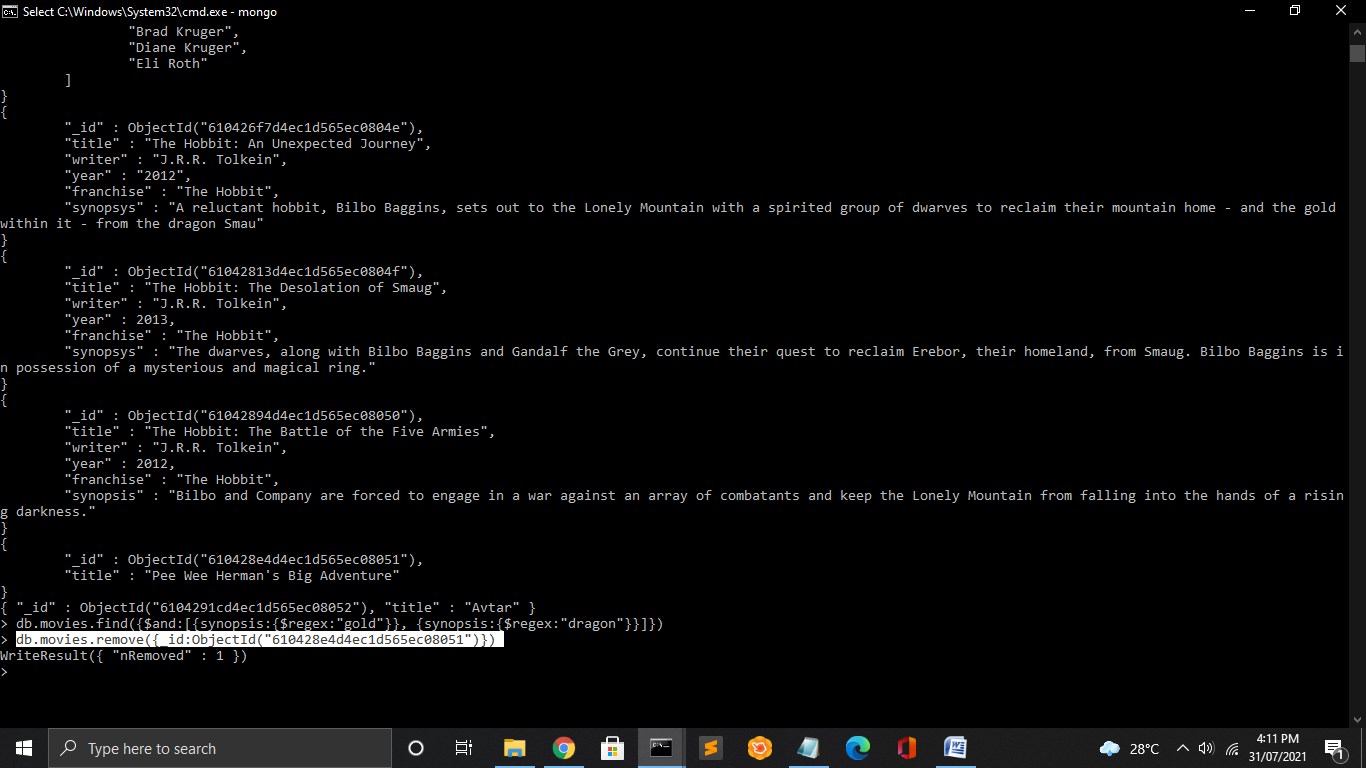 Select C:\Windows\System32\cmd.exe - mongo
"Brad Kruger",
"Diane Kruger",
"Eli Roth"
]
}
{
"_id" : ObjectId("610426f7d4ec1d565ec0804e"),
"title" : "The Hobbit: An Unexpected Journey",
"writer" : "J.R.R. Tolkein",
"year" : "2012",
"franchise" : "The Hobbit",
"synopsys" : "A reluctant hobbit, Bilbo Baggins, sets out to the Lonely Mountain with a spirited group of dwarves to reclaim their mountain home - and the gold
within it - from the dragon Smau"
}
{
"_id" : ObjectId("61042813d4ec1d565ec0804f"),
"title" : "The Hobbit: The Desolation of Smaug",
"writer" : "J.R.R. Tolkein",
"year" : 2013,
"franchise" : "The Hobbit",
"synopsys" : "The dwarves, along with Bilbo Baggins and Gandalf the Grey, continue their quest to reclaim Erebor, their homeland, from Smaug. Bilbo Baggins is i
n possession of a mysterious and magical ring."
}
{
"_id" : ObjectId("61042894d4ec1d565ec08050"),
"title" : "The Hobbit: The Battle of the Five Armies",
"writer" : "J.R.R. Tolkein",
"year" : 2012,
"franchise" : "The Hobbit",
"synopsis" : "Bilbo and Company are forced to engage in a war against an array of combatants and keep the Lonely Mountain from falling into the hands of a risin
g darkness."
}
{
"_id" : ObjectId("610428e4d4ec1d565ec08051"),
"title" : "Pee Wee Herman's Big Adventure"
}
{ "_id" : ObjectId("6104291cd4ec1d565ec08052"), "title" : "Avtar" }
> db.movies.find({$and:[{synopsis:{$regex:"gold"}}, {synopsis:{$regex:"dragon"}}]})
> db.movies.remove({_id:ObjectId("610428e4d4ec1d565ec08051")})
WriteResult({ "nRemoved" : 1 })
>
Type here to search
28°C
4:11 PM
31/07/2021
1